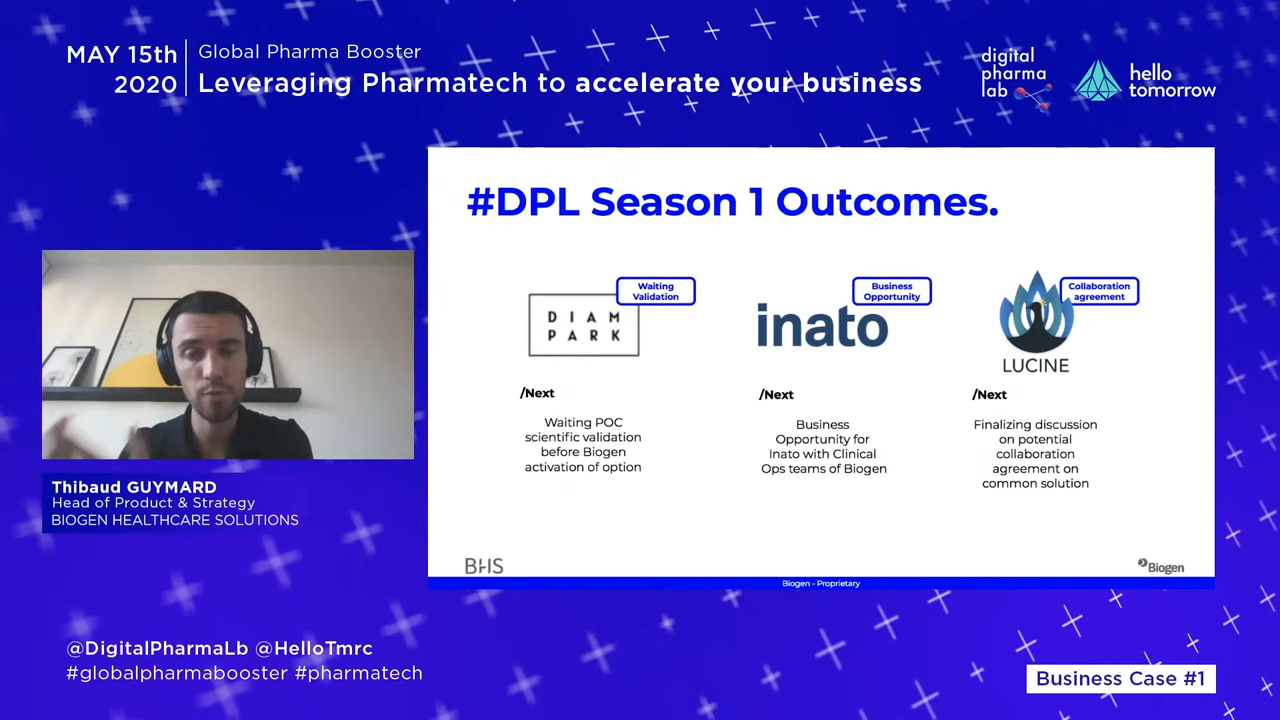 MAY 15th
2020
Global Pharma Booster
Leveraging Pharmatech to accelerate your business
digital
pharma
lab
hello
tomorrow
#DPL Season 1 Outcomes.
Waiting
Validation
DIAM
PARK
/Next
Waiting POC
scientific validation
before Biogen
activation of option
Business
Opportunity
inato
/Next
Business
Opportunity for
Inato with Clinical
Ops teams of Biogen
Collaboration
agreement
LUCINE
/Next
Finalizing discussion
on potential
collaboration
agreement on
common solution
BHS
Biogen
Biogen - Proprietary
Thibaud GUYMARD
Head of Product & Strategy
BIOGEN HEALTHCARE SOLUTIONS
@DigitalPharmaLb @HelloTmrc
#globalpharmabooster #pharmatech
Business Case #1